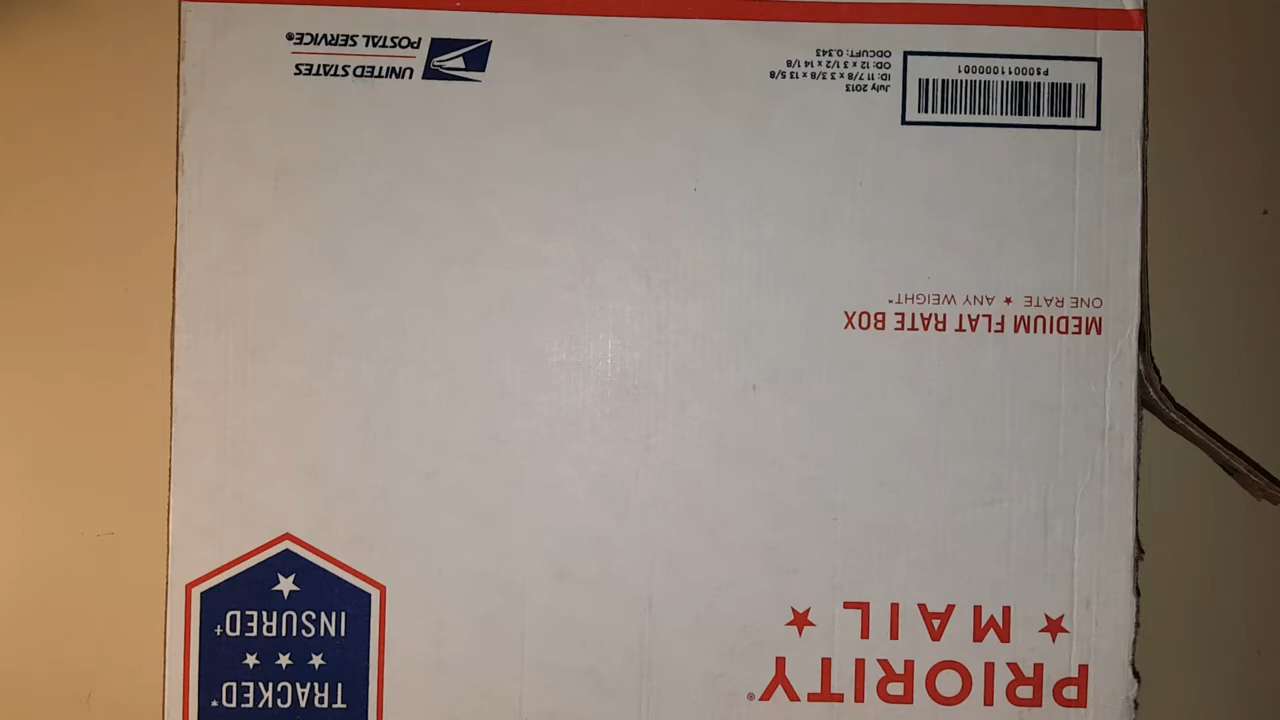 PRIORITY®
★ MAIL ★
TRACKED*
★ ★ ★
INSURED†
★
MEDIUM FLAT RATE BOX
ONE RATE ★ ANY WEIGHT*
PS00011000001
July 2013
ID: 11 7/8 x 3 3/8 x 13 5/8
OD: 12 x 3 1/2 x 14 1/8
ODCUFT: 0.343
UNITED STATES
POSTAL SERVICE®